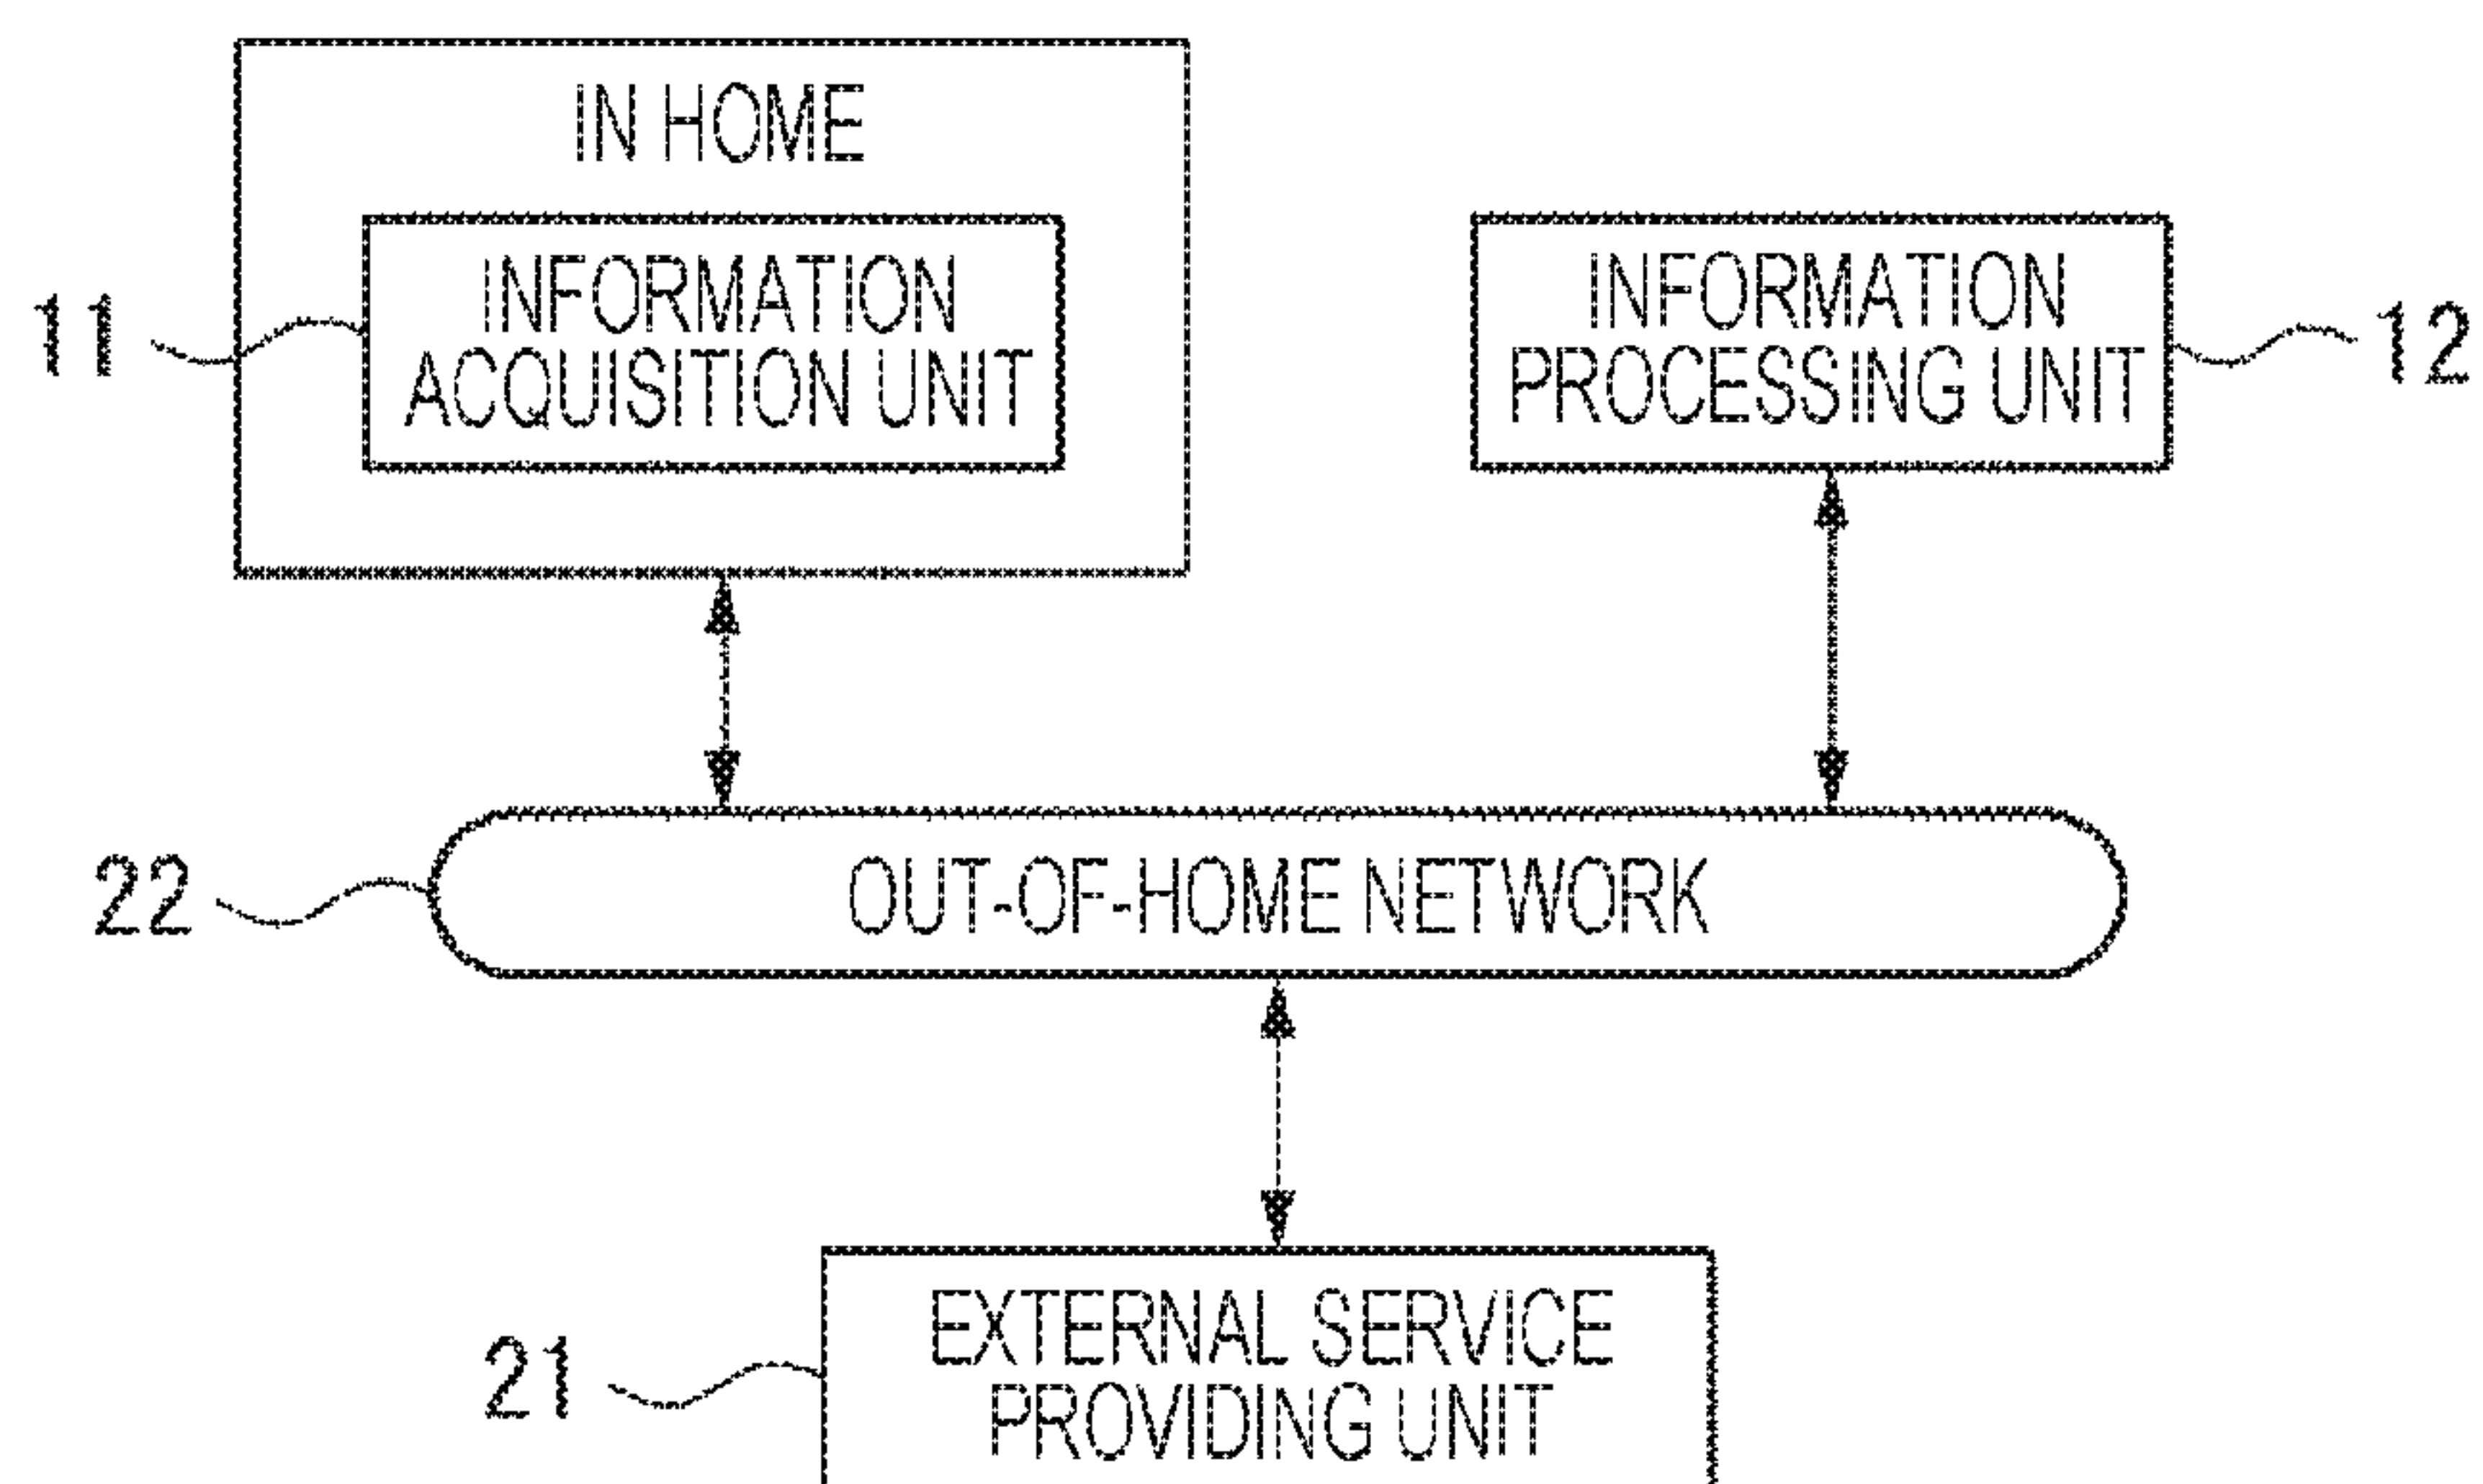 IN HOME
INFORMATION
ACQUISITION UNIT
11
INFORMATION
PROCESSING UNIT
12
22
OUT-OF-HOME NETWORK
21
EXTERNAL SERVICE
PROVIDING UNIT